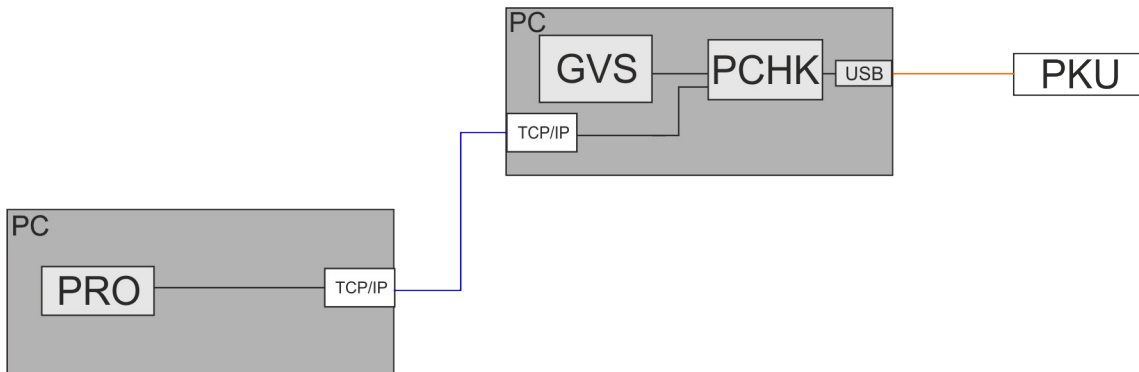 PC
GVS
PCHK
USB
PKU
TCP/IP
PC
PRO
TCP/IP